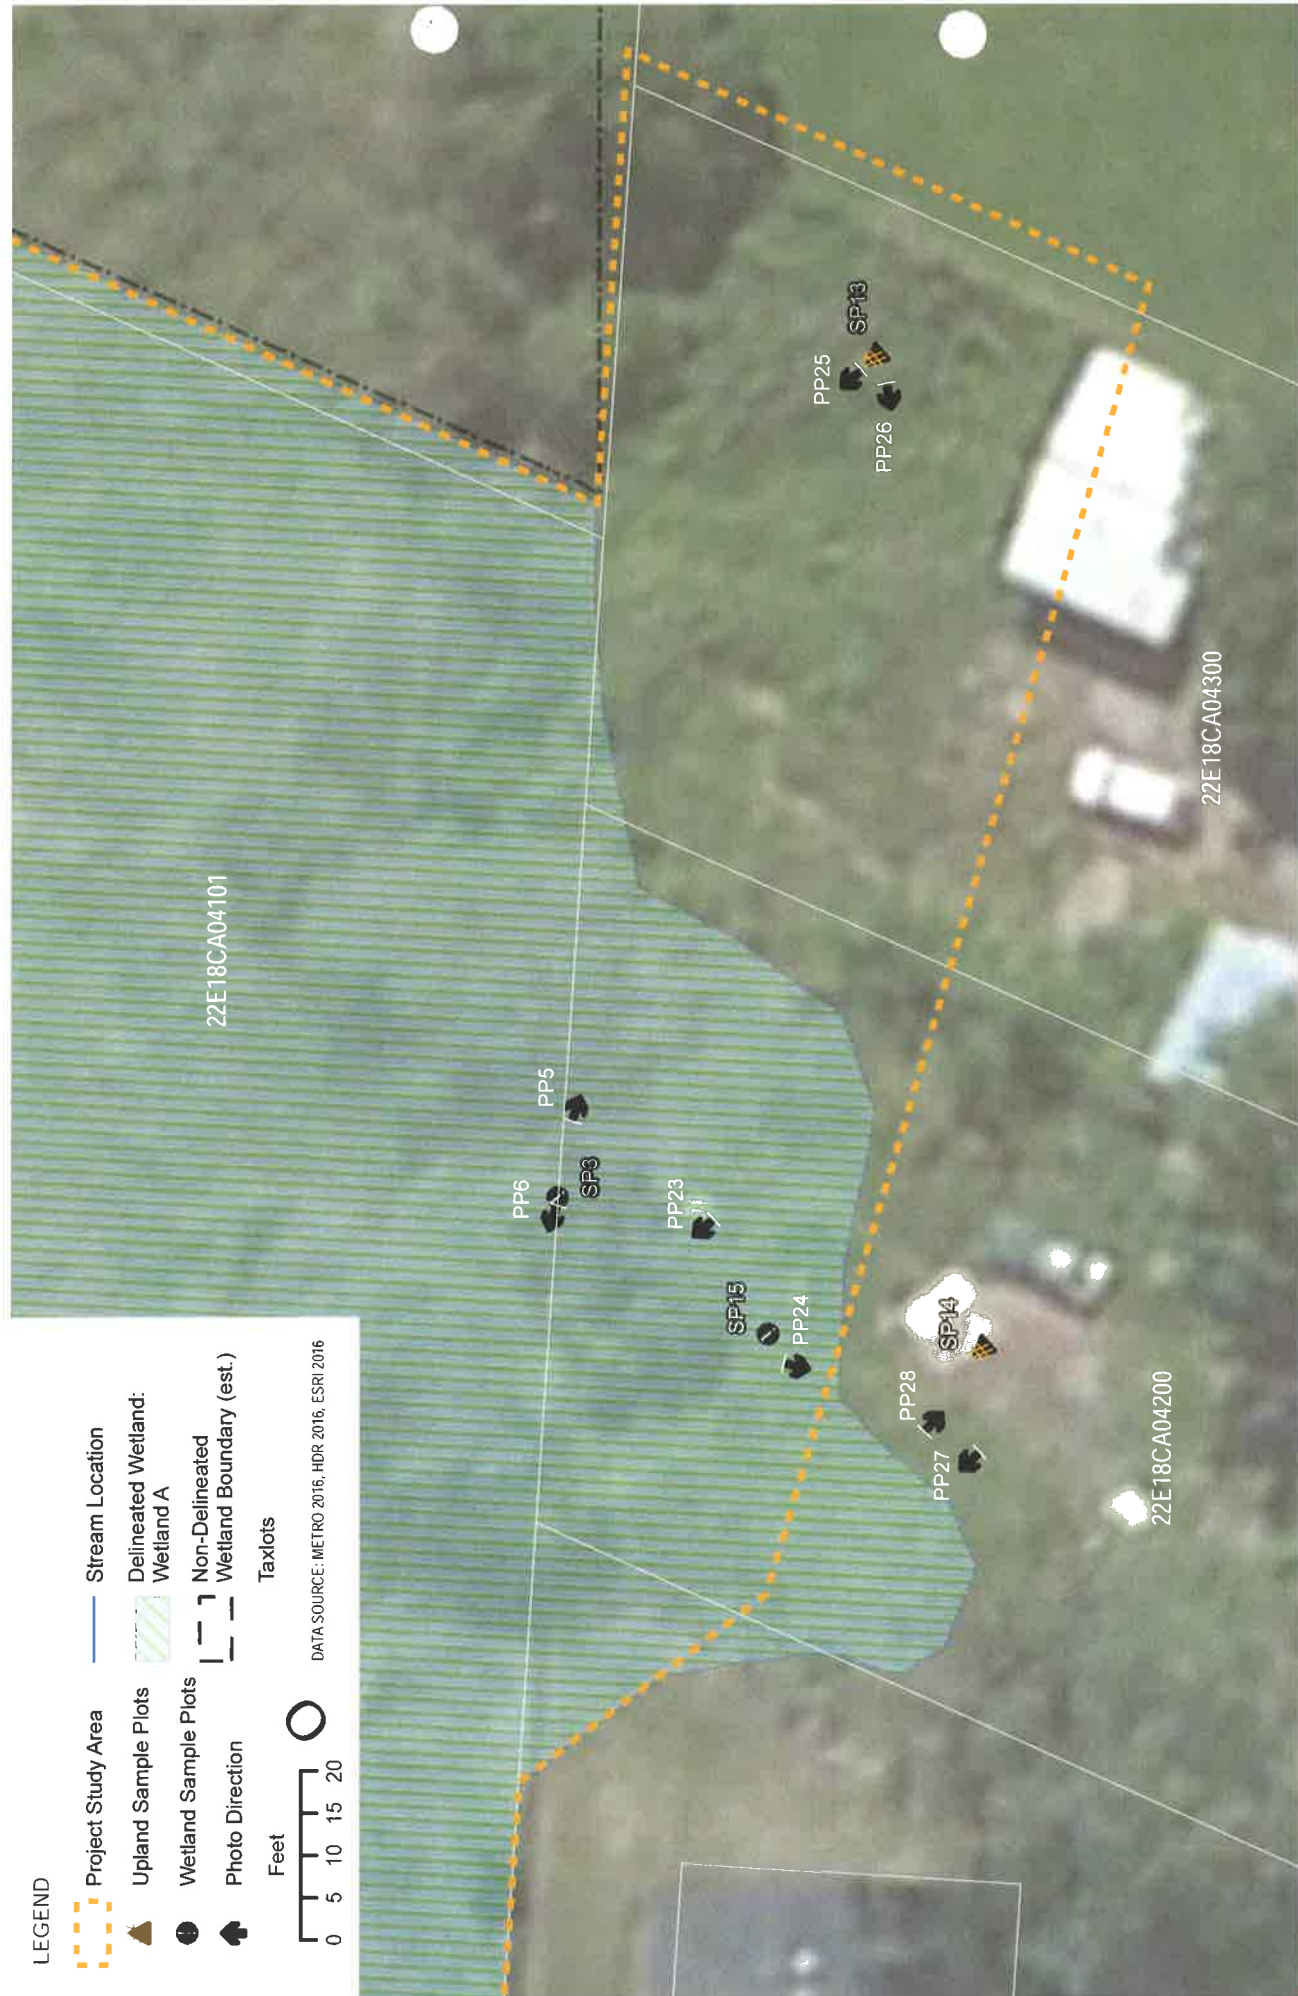 LEGEND
Project Study Area
Upland Sample Plots
Wetland Sample Plots
Photo Direction
Stream Location
Delineated Wetland:
Wetland A
Non-Delineated
Wetland Boundary (est.)
Taxlots
Feet
0 5 10 15 20
DATA SOURCE: METRO 2016, HDR 2016, ESRI 2016
22E18CA04101
PP6
SP3
PP5
PP23
SP15
PP24
PP28
PP27
SP14
22E18CA04200
PP25
SP13
PP26
22E18CA04300